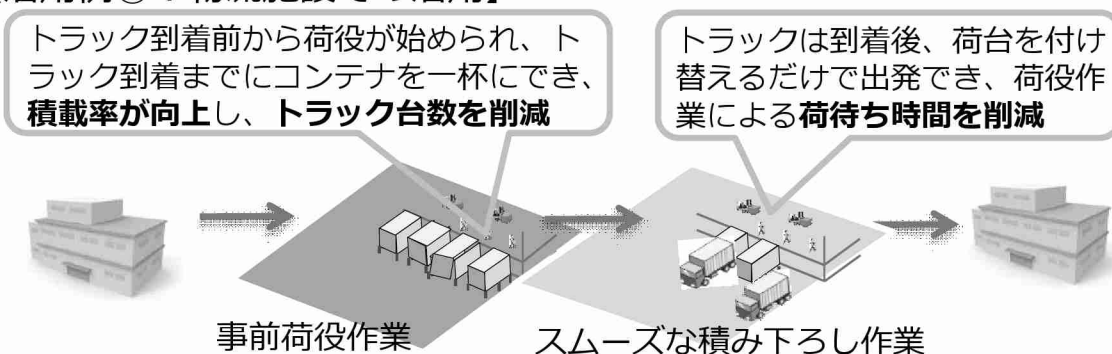 トラック到着前から荷役が始められ、ト
ラック到着までにコンテナを一杯にでき、
積載率が向上し、トラック台数を削減
トラックは到着後、荷台を付け
替えるだけで出発でき、荷役作
業による荷待ち時間を削減
事前荷役作業
スムーズな積み下ろし作業